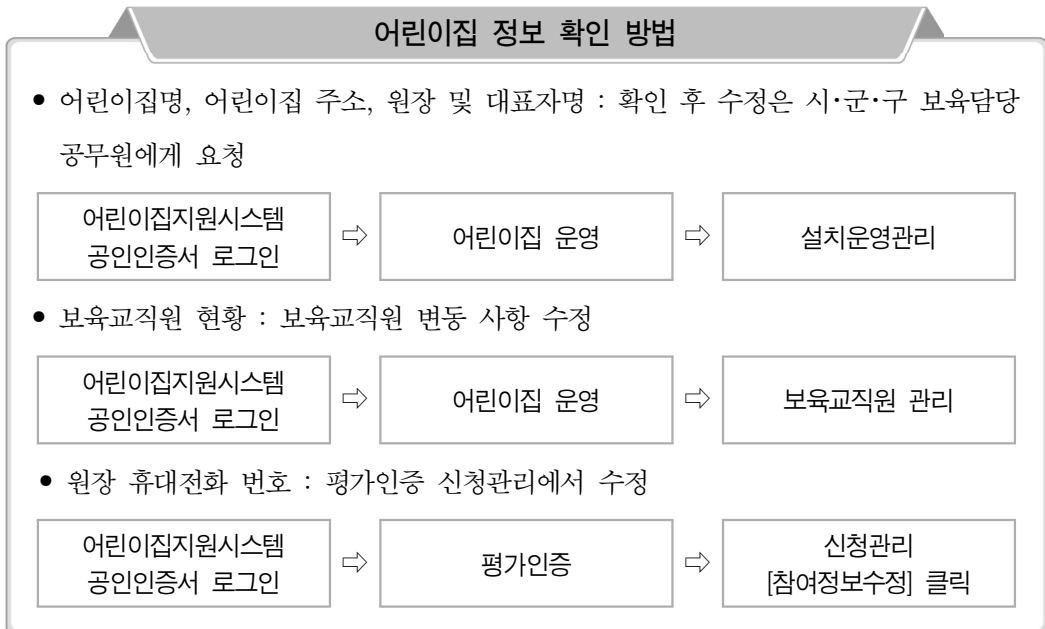 어린이집 정보 확인 방법
• 어린이집명, 어린이집 주소, 원장 및 대표자명 : 확인 후 수정은 시·군·구 보육담당
공무원에게 요청
어린이집지원시스템
공인인증서 로그인
⇨
어린이집 운영
⇨
설치운영관리
• 보육교직원 현황 : 보육교직원 변동 사항 수정
어린이집지원시스템
공인인증서 로그인
⇨
어린이집 운영
⇨
보육교직원 관리
• 원장 휴대전화 번호 : 평가인증 신청관리에서 수정
어린이집지원시스템
공인인증서 로그인
⇨
평가인증
⇨
신청관리
[참여정보수정] 클릭